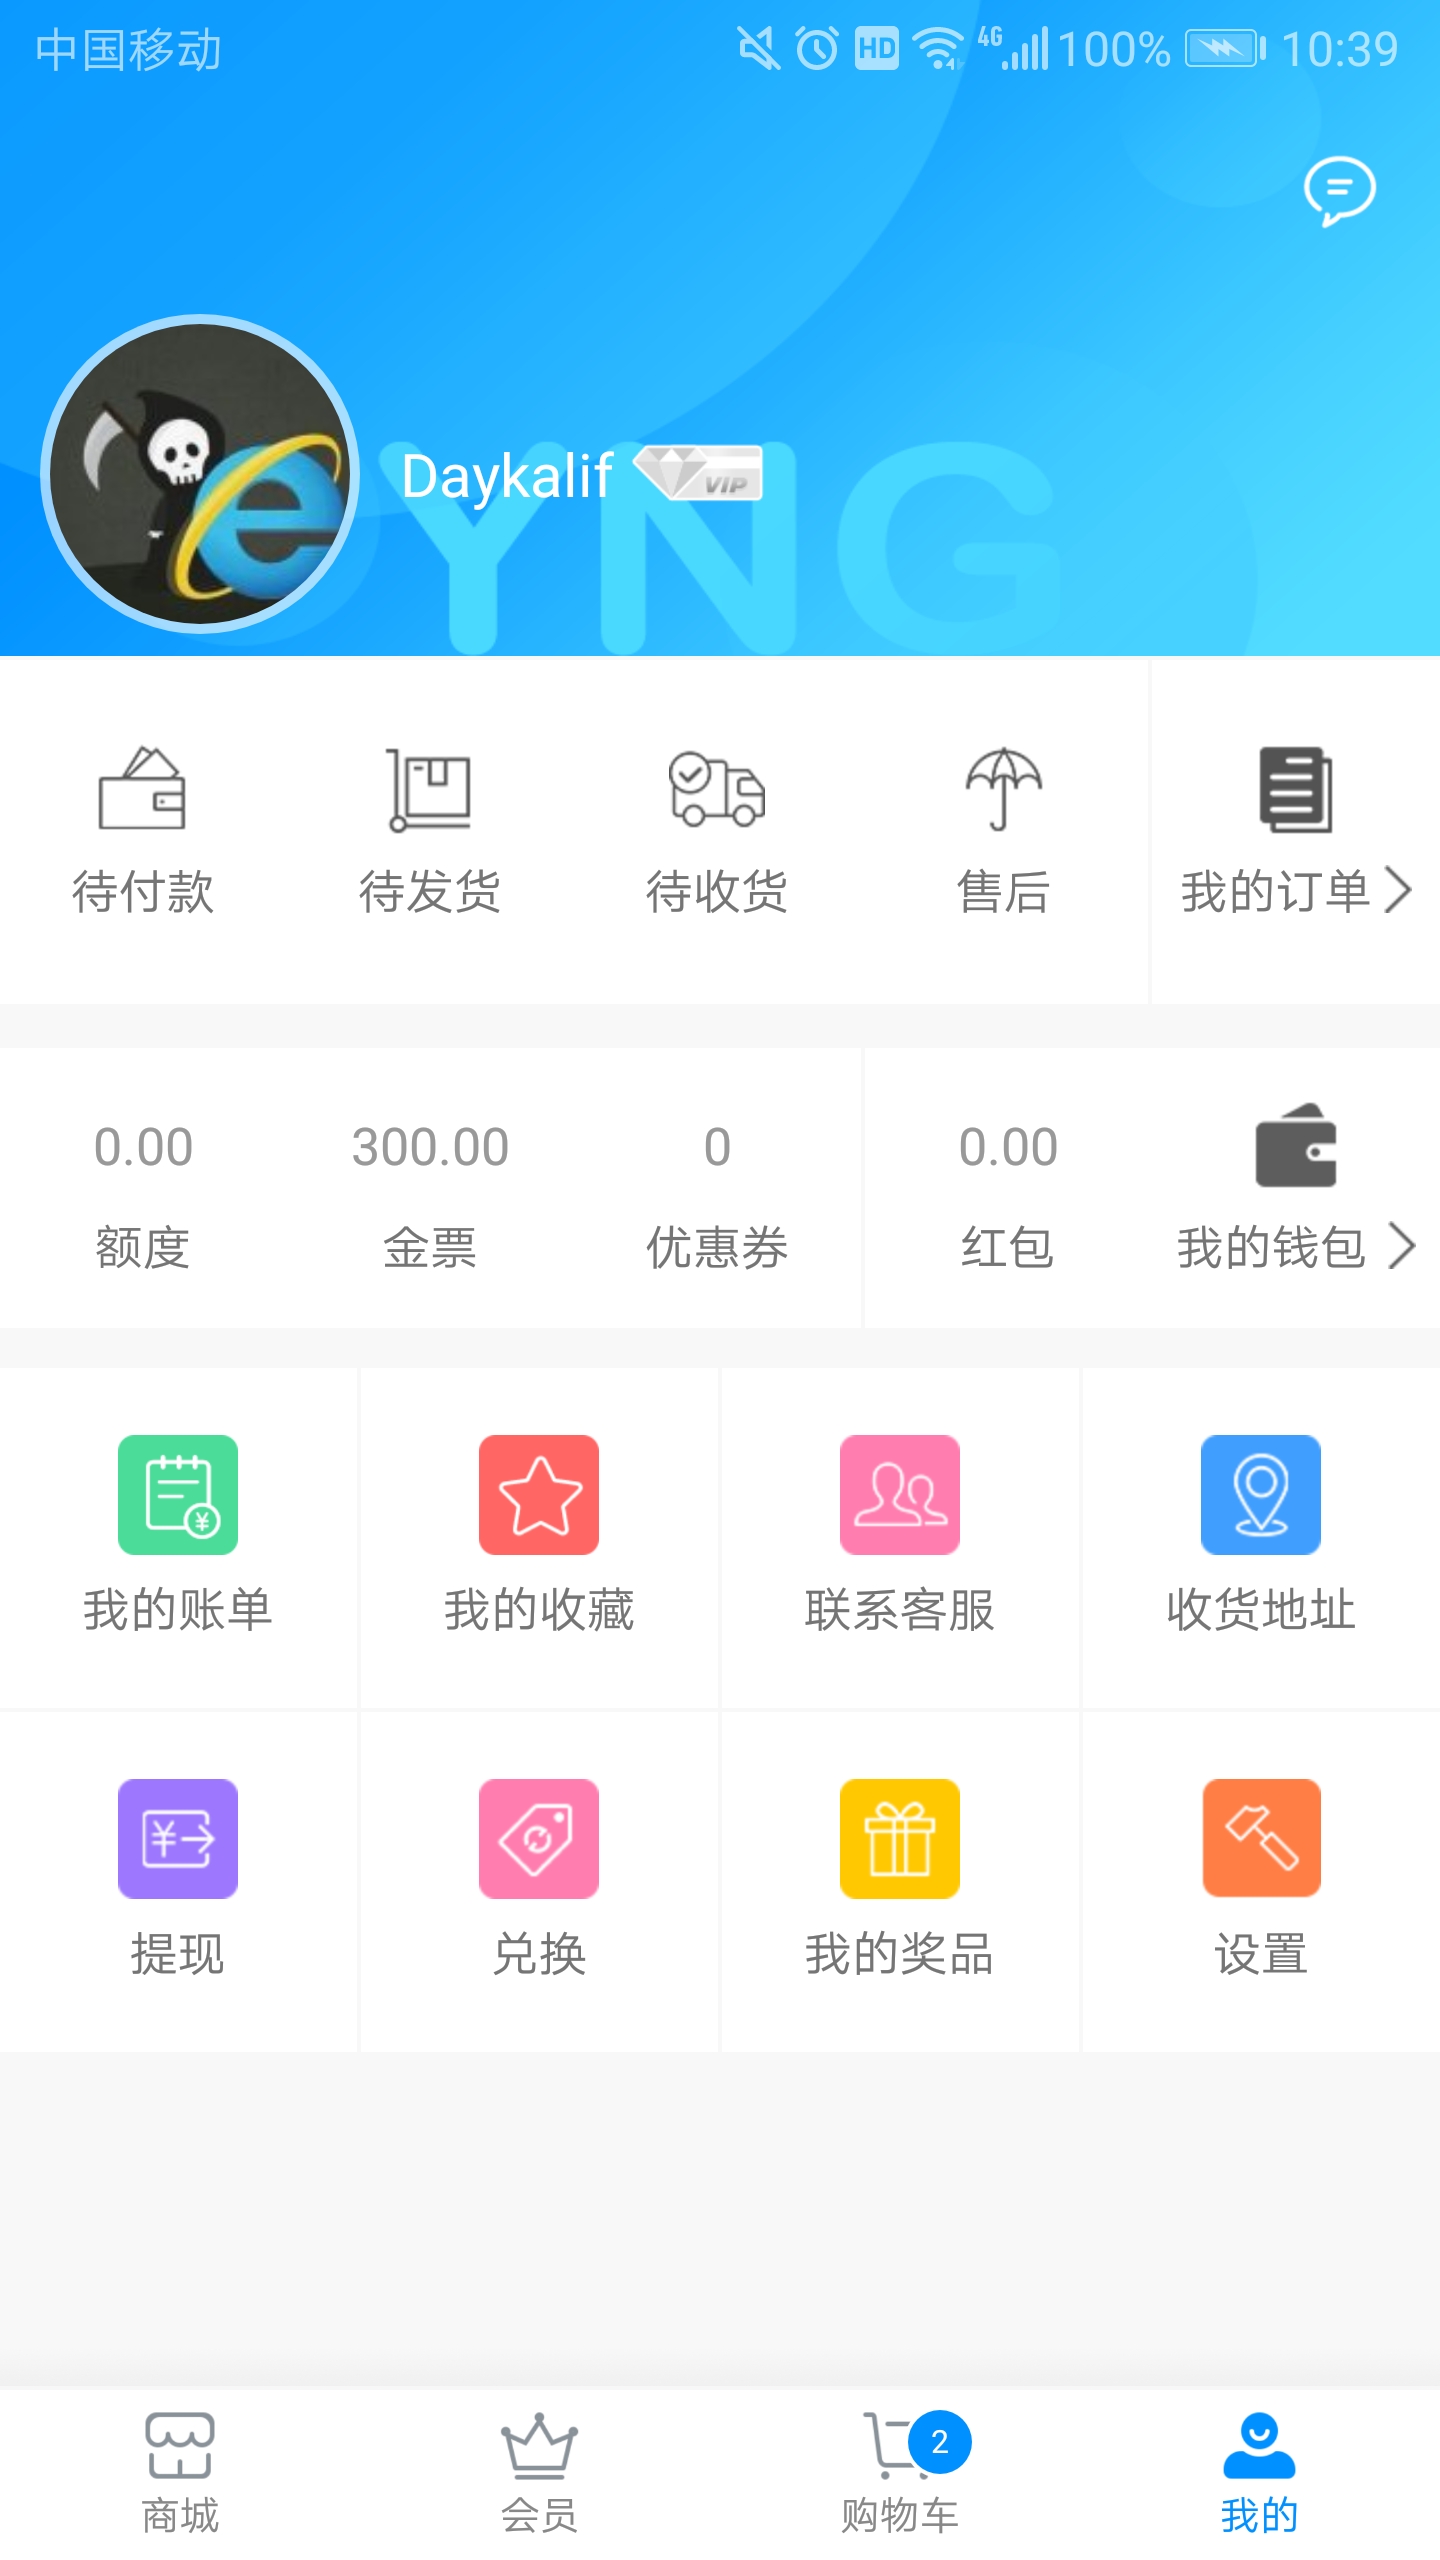 中国移动 HD 4G 100% 10:39
Daykalif VIP
YNG
待付款 待发货 待收货 售后 我的订单
0.00 300.00 0 0.00
额度 金票 优惠券 红包 我的钱包
我的账单 我的收藏 联系客服 收货地址
提现 兑换 我的奖品 设置
2
商城 会员 购物车 我的